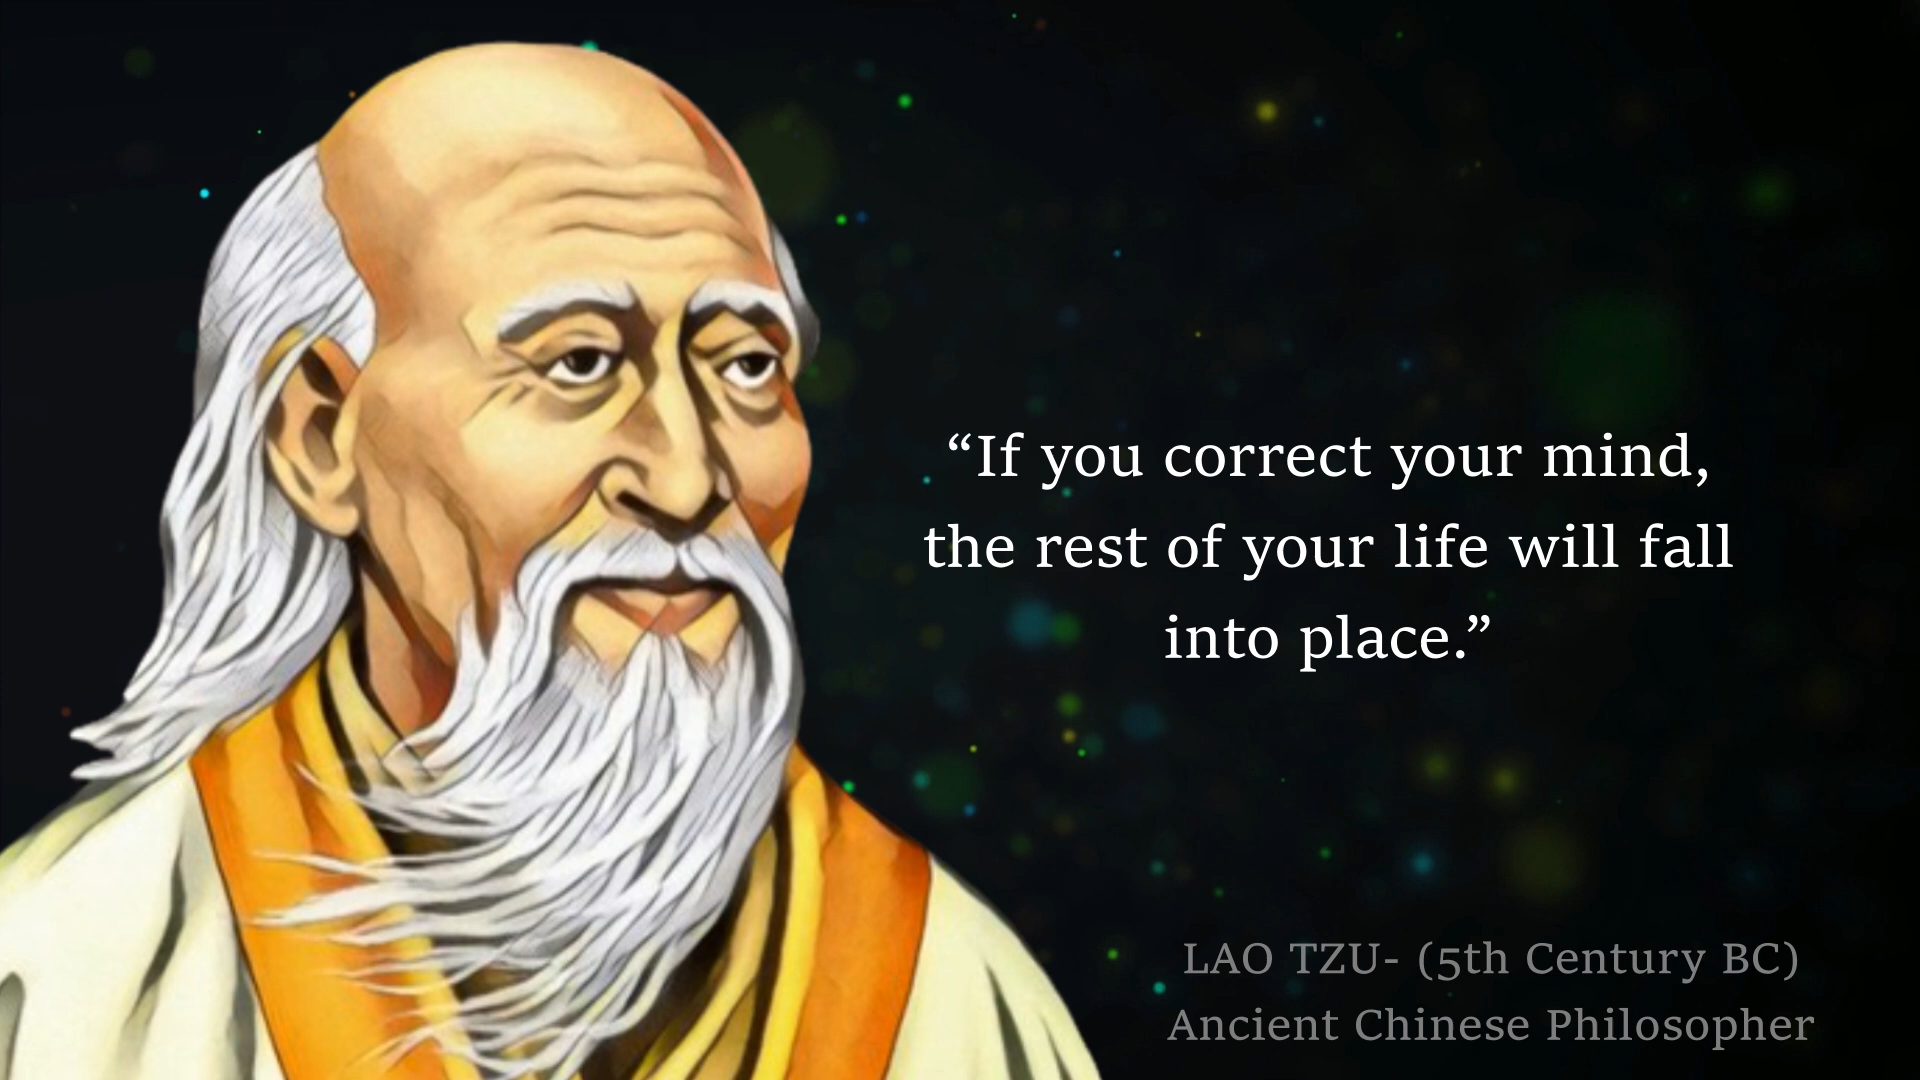 “If you correct your mind,
the rest of your life will fall
into place.”
LAO TZU- (5th Century BC)
Ancient Chinese Philosopher